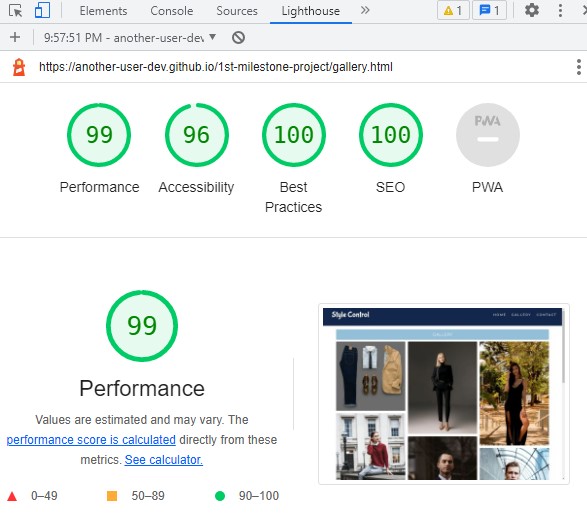 Elements Console Sources Lighthouse » 1 1
+ 9:57:51 PM - another-user-dev
https://another-user-dev.github.io/1st-milestone-project/gallery.html
99 96 100 100 PWA
Performance Accessibility Best Practices SEO PWA
99
Style Control HOME GALLERY CONTACT
GALLERY
Performance
Values are estimated and may vary. The
performance score is calculated directly from these
metrics. See calculator.
0–49 50–89 90–100